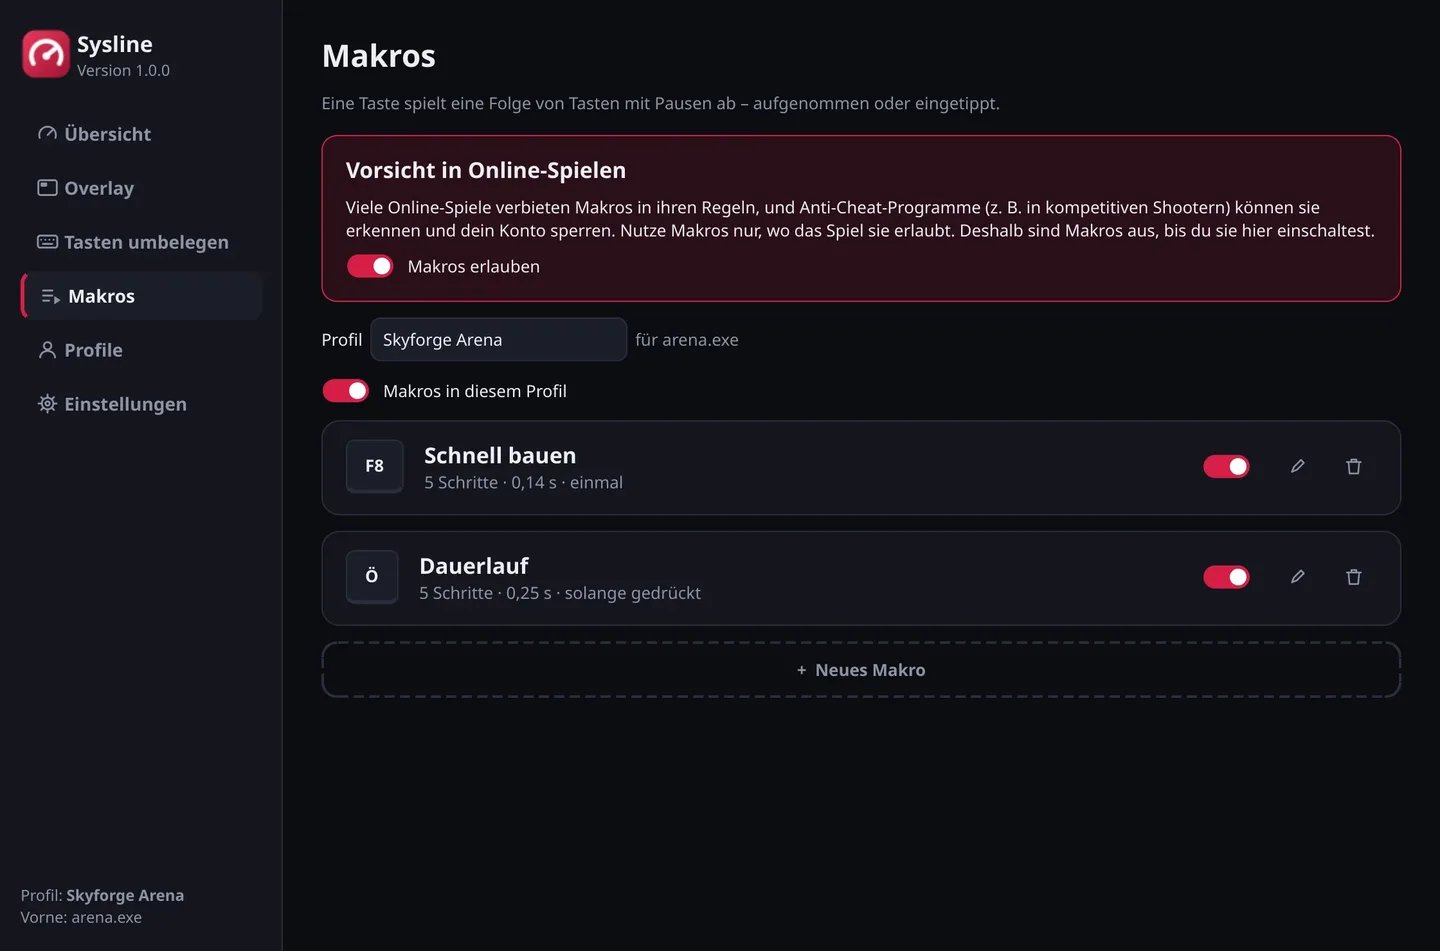 Sysline
Version 1.0.0
Übersicht
Overlay
Tasten umbelegen
Makros
Profile
Einstellungen
Profil: Skyforge Arena
Vorne: arena.exe
Makros
Eine Taste spielt eine Folge von Tasten mit Pausen ab – aufgenommen oder eingetippt.
Vorsicht in Online-Spielen
Viele Online-Spiele verbieten Makros in ihren Regeln, und Anti-Cheat-Programme (z. B. in kompetitiven Shootern) können sie
erkennen und dein Konto sperren. Nutze Makros nur, wo das Spiel sie erlaubt. Deshalb sind Makros aus, bis du sie hier einschaltest.
Makros erlauben
Profil Skyforge Arena für arena.exe
Makros in diesem Profil
F8
Schnell bauen
5 Schritte · 0,14 s · einmal
Ö
Dauerlauf
5 Schritte · 0,25 s · solange gedrückt
+ Neues Makro